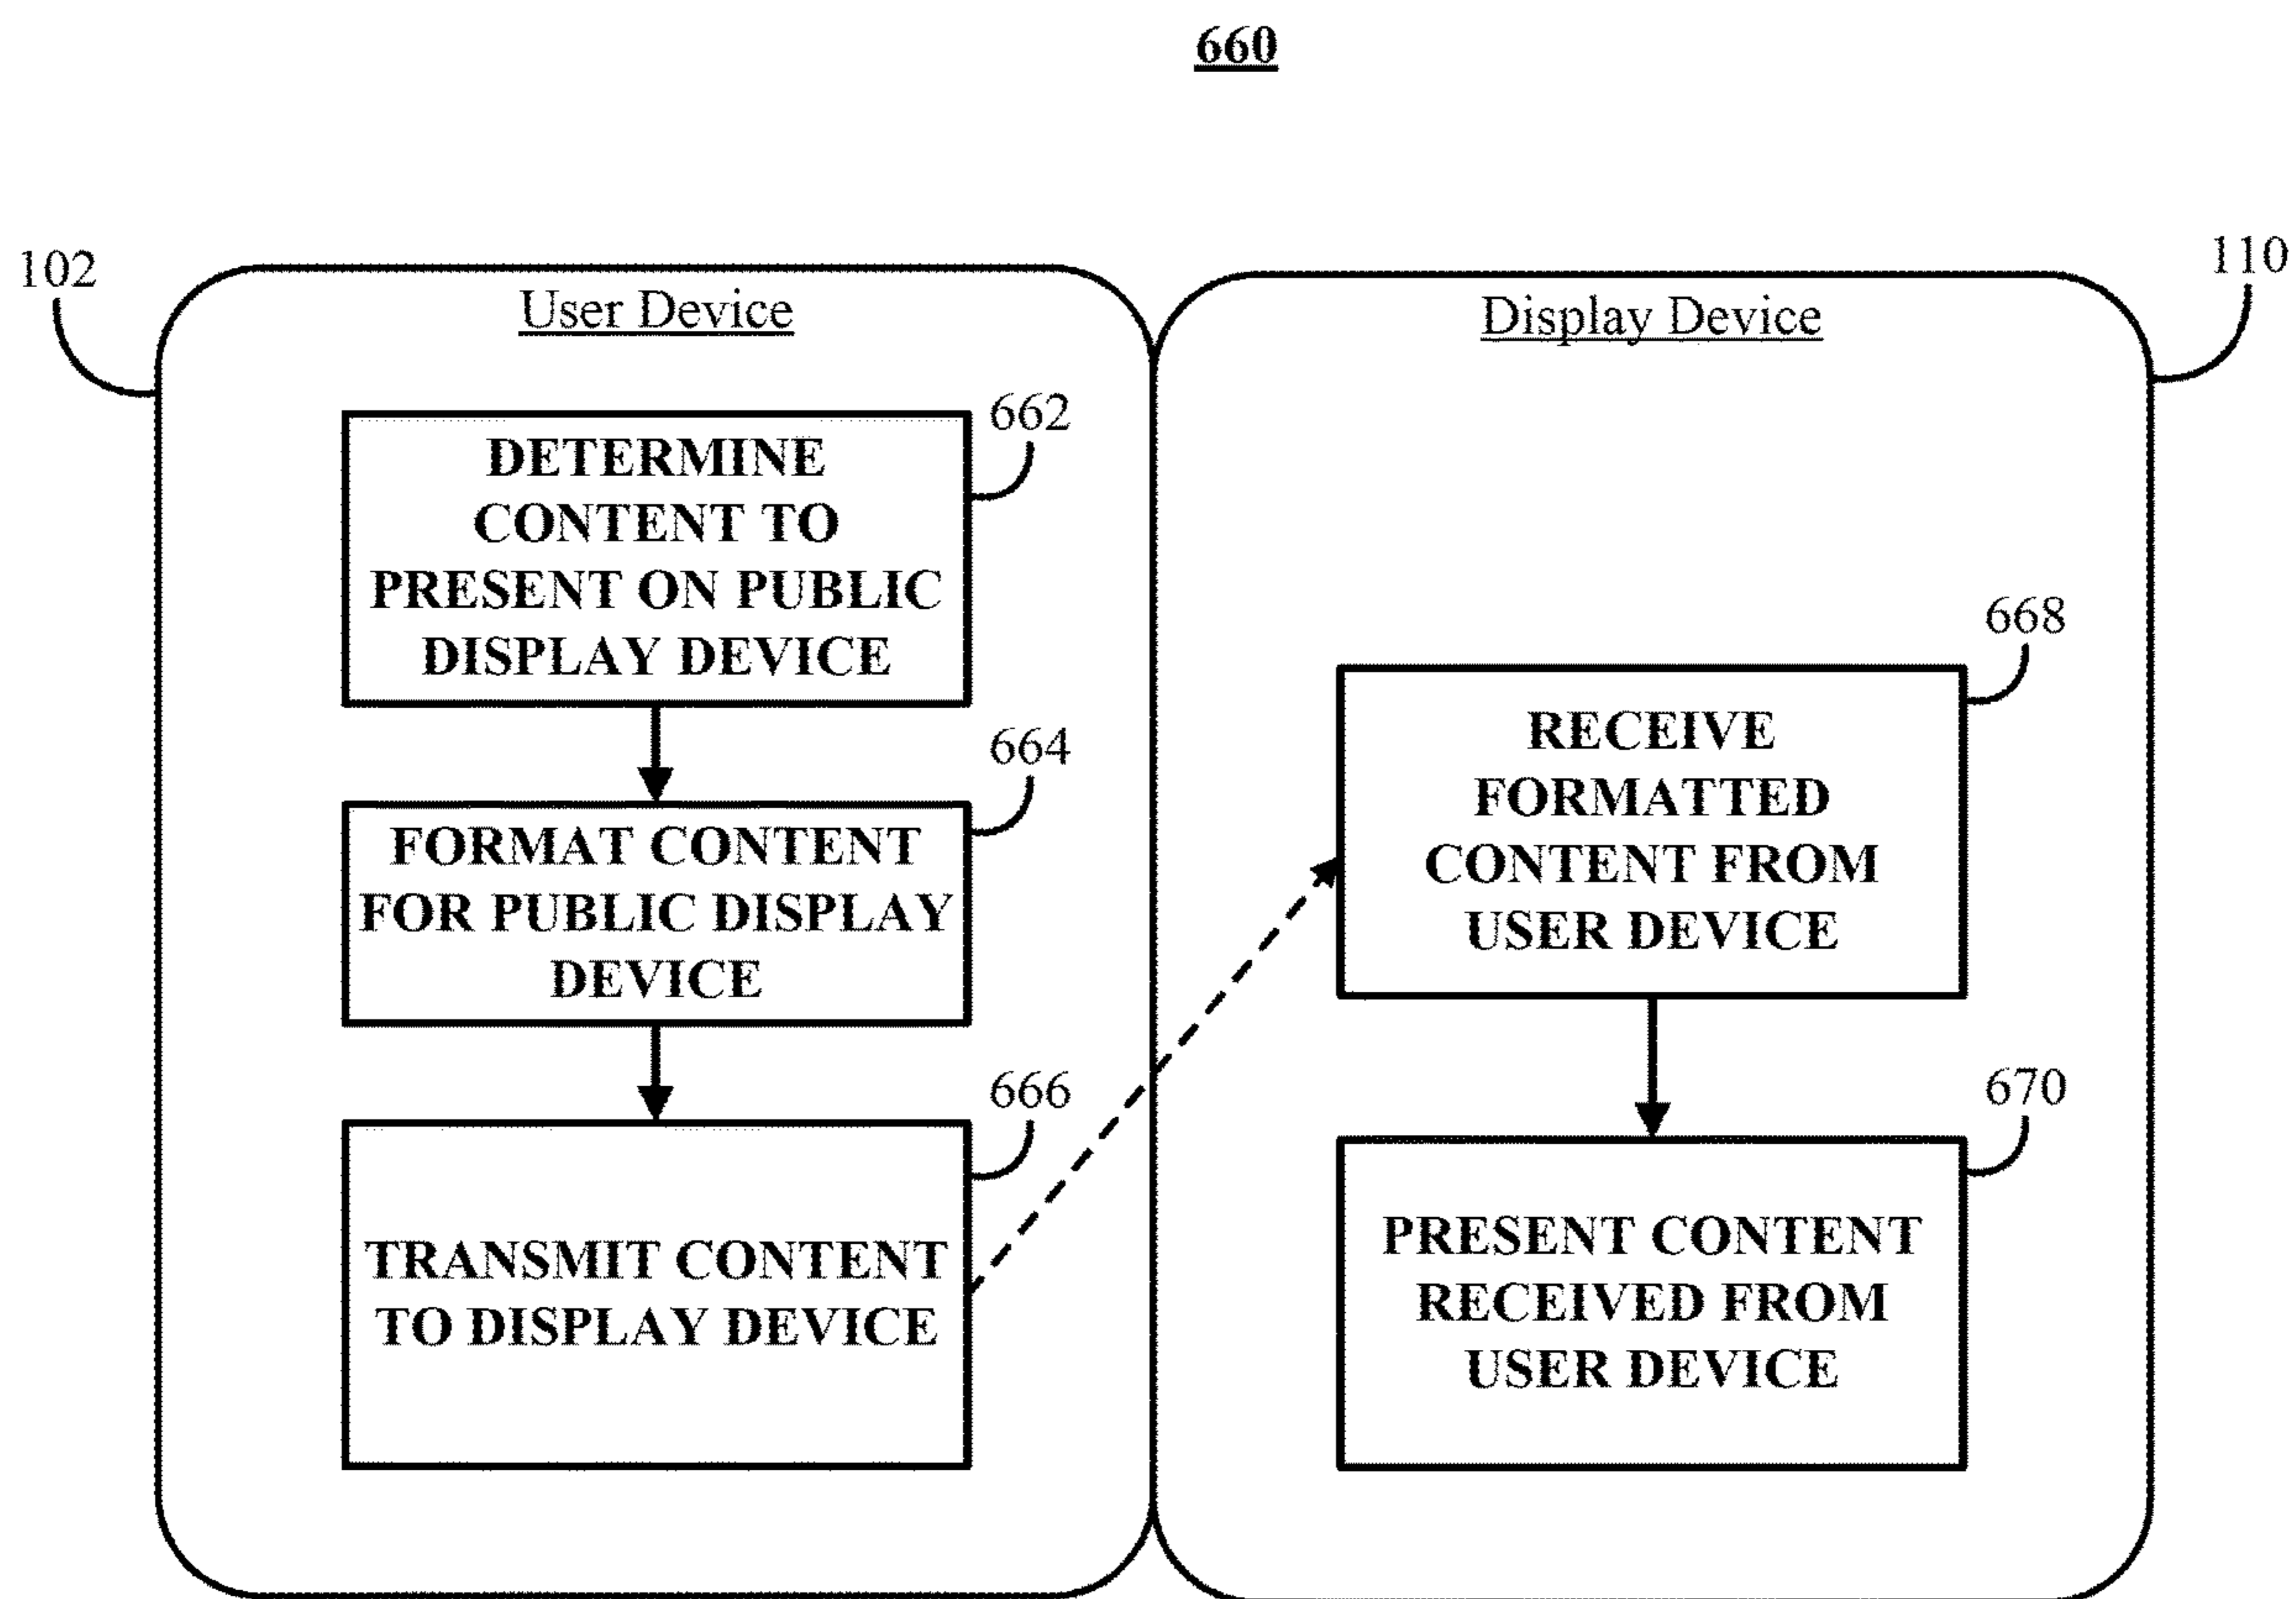 660
102
User Device
662
DETERMINE
CONTENT TO
PRESENT ON PUBLIC
DISPLAY DEVICE
664
FORMAT CONTENT
FOR PUBLIC DISPLAY
DEVICE
666
TRANSMIT CONTENT
TO DISPLAY DEVICE
110
Display Device
668
RECEIVE
FORMATTED
CONTENT FROM
USER DEVICE
670
PRESENT CONTENT
RECEIVED FROM
USER DEVICE